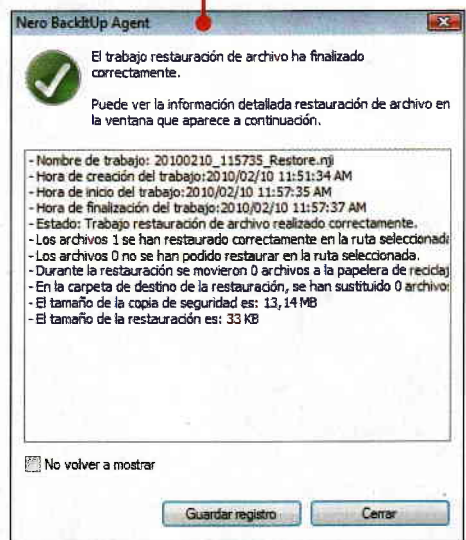 Nero BackItUp Agent
El trabajo restauración de archivo ha finalizado
correctamente.
Puede ver la información detallada restauración de archivo en
la ventana que aparece a continuación.
- Nombre de trabajo: 20100210_115735_Restore.nji
- Hora de creación del trabajo:2010/02/10 11:51:34 AM
- Hora de inicio del trabajo:2010/02/10 11:57:35 AM
- Hora de finalización del trabajo:2010/02/10 11:57:37 AM
- Estado: Trabajo restauración de archivo realizado correctamente.
- Los archivos 1 se han restaurado correctamente en la ruta seleccionada
- Los archivos 0 no se han podido restaurar en la ruta seleccionada.
- Durante la restauración se movieron 0 archivos a la papelera de reciclaj
- En la carpeta de destino de la restauración, se han sustituido 0 archivos
- El tamaño de la copia de seguridad es: 13,14 MB
- El tamaño de la restauración es: 33 KB
No volver a mostrar
Guardar registro
Cerrar